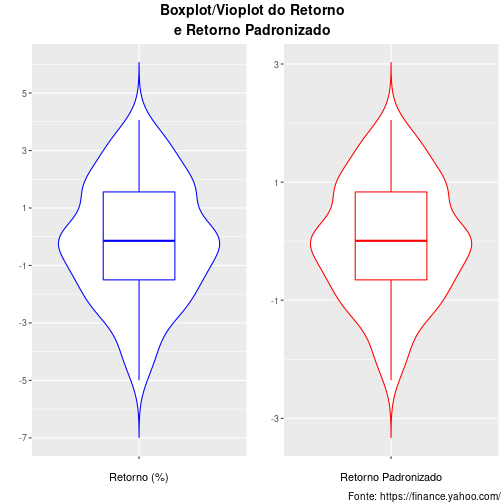 Boxplot/Vioplot do Retorno
e Retorno Padronizado
5
3
1
-1
-3
-5
-7
Retorno (%)
3
1
-1
-3
Retorno Padronizado
Fonte: https://finance.yahoo.com/